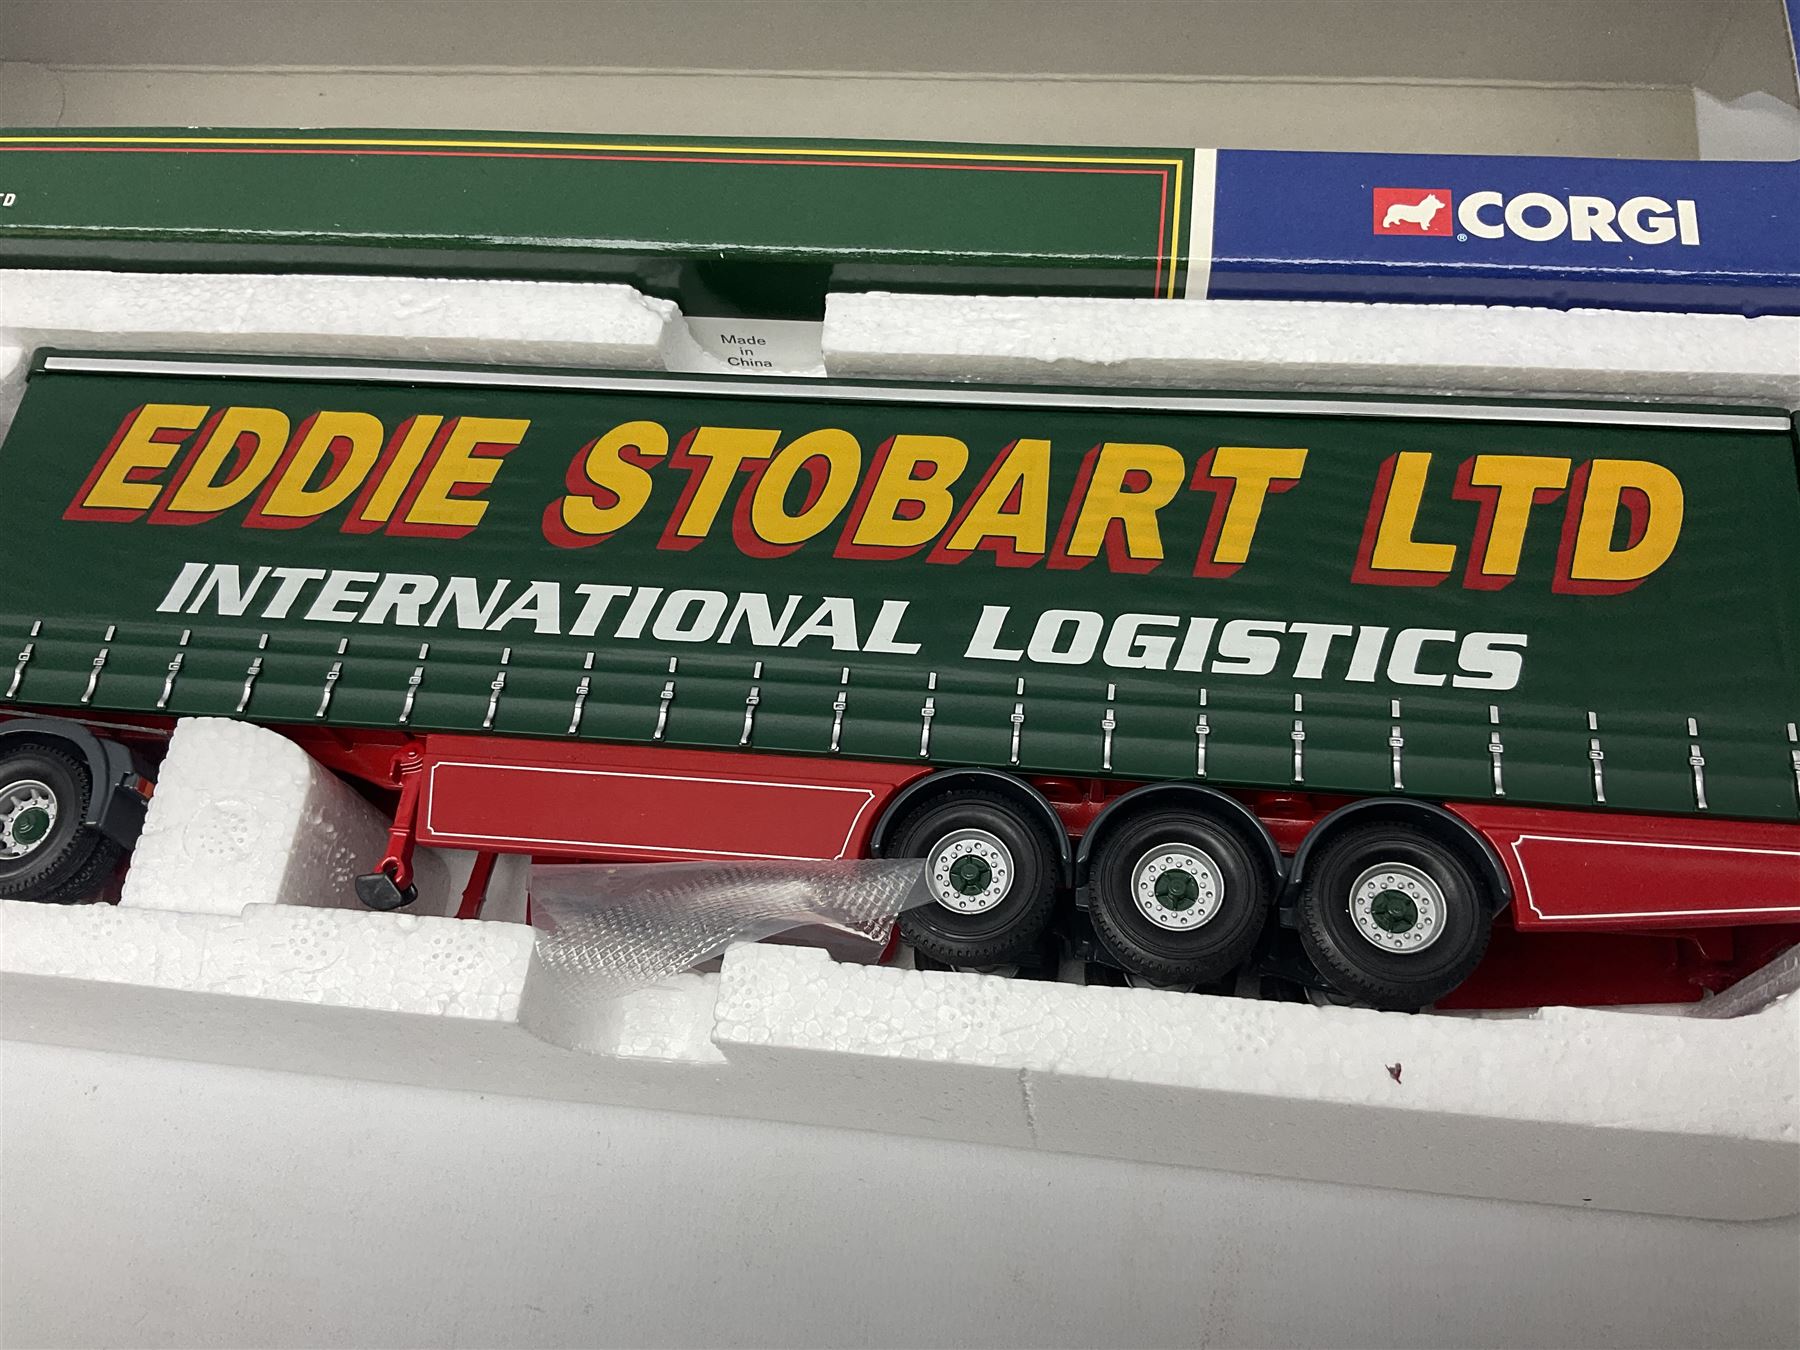 CORGI
Made
in
China
EDDIE STOBART LTD
INTERNATIONAL LOGISTICS